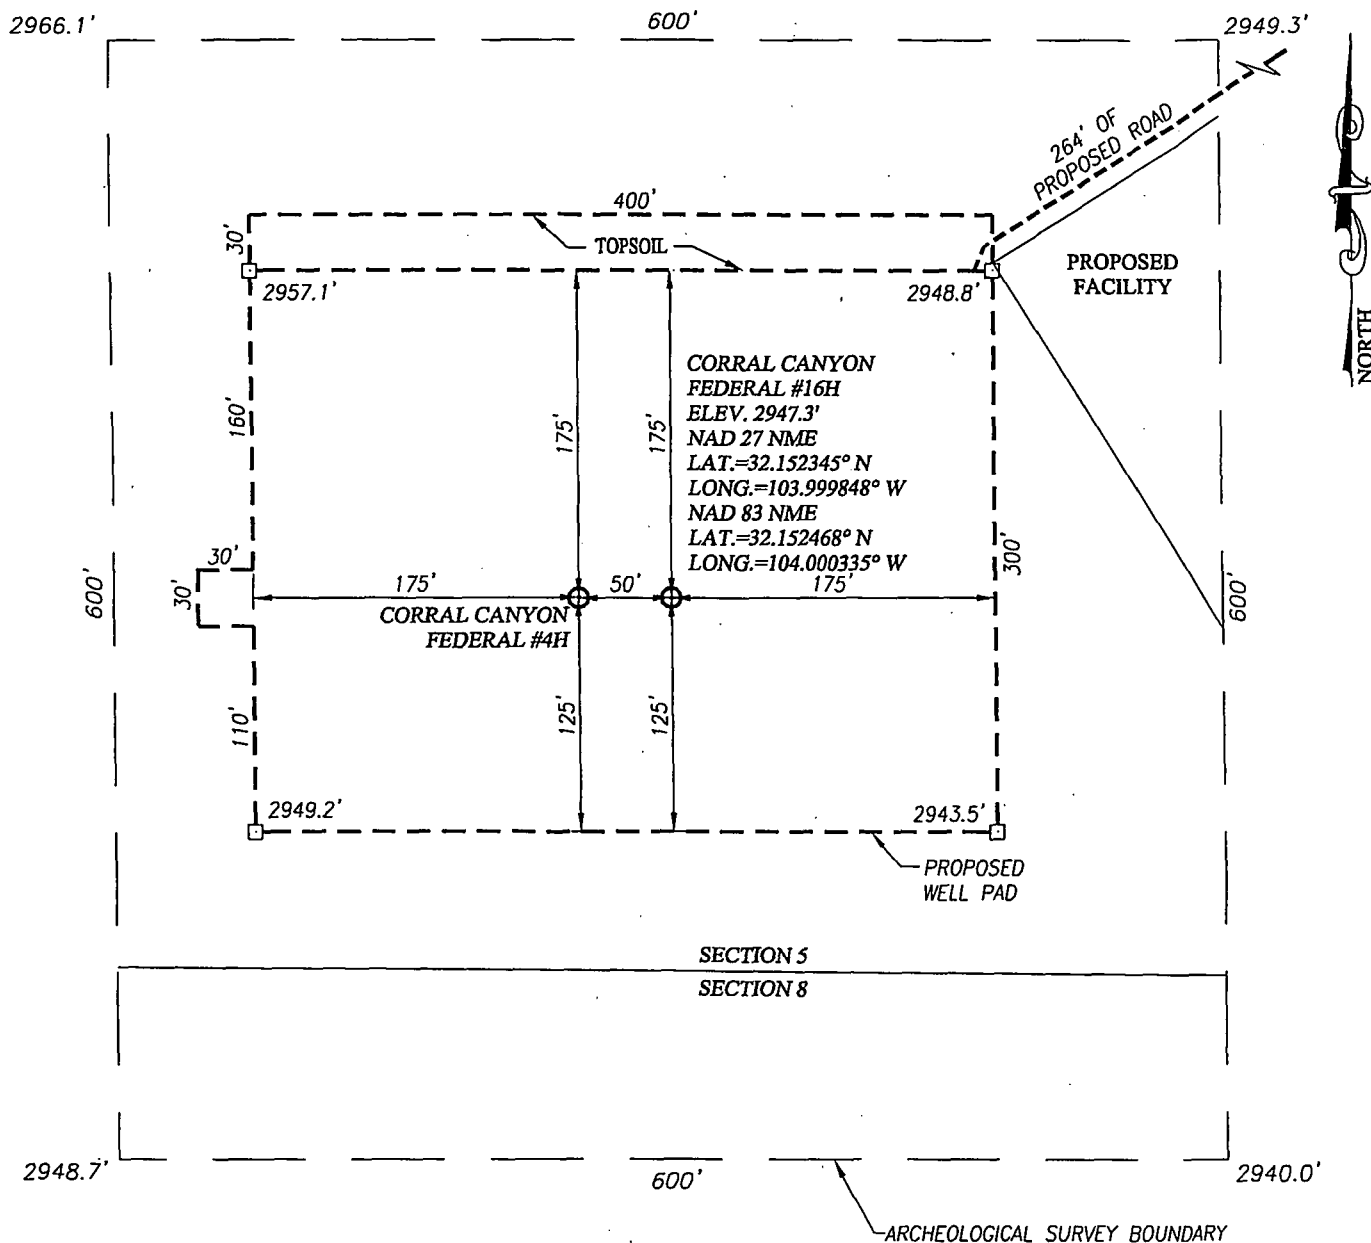 2966.1'
600'
2949.3'
264' OF
PROPOSED ROAD
400'
30'
TOPSOIL
2957.1'
2948.8'
PROPOSED
FACILITY
NORTH
160'
175'
175'
CORRAL CANYON
FEDERAL #16H
ELEV. 2947.3'
NAD 27 NME
LAT.=32.152345° N
LONG.=103.999848° W
NAD 83 NME
LAT.=32.152468° N
LONG.=104.000335° W
300'
30'
30'
600'
175'
50'
175'
600'
CORRAL CANYON
FEDERAL #4H
110'
125'
125'
2949.2'
2943.5'
PROPOSED
WELL PAD
SECTION 5
SECTION 8
2948.7'
600'
2940.0'
ARCHEOLOGICAL SURVEY BOUNDARY